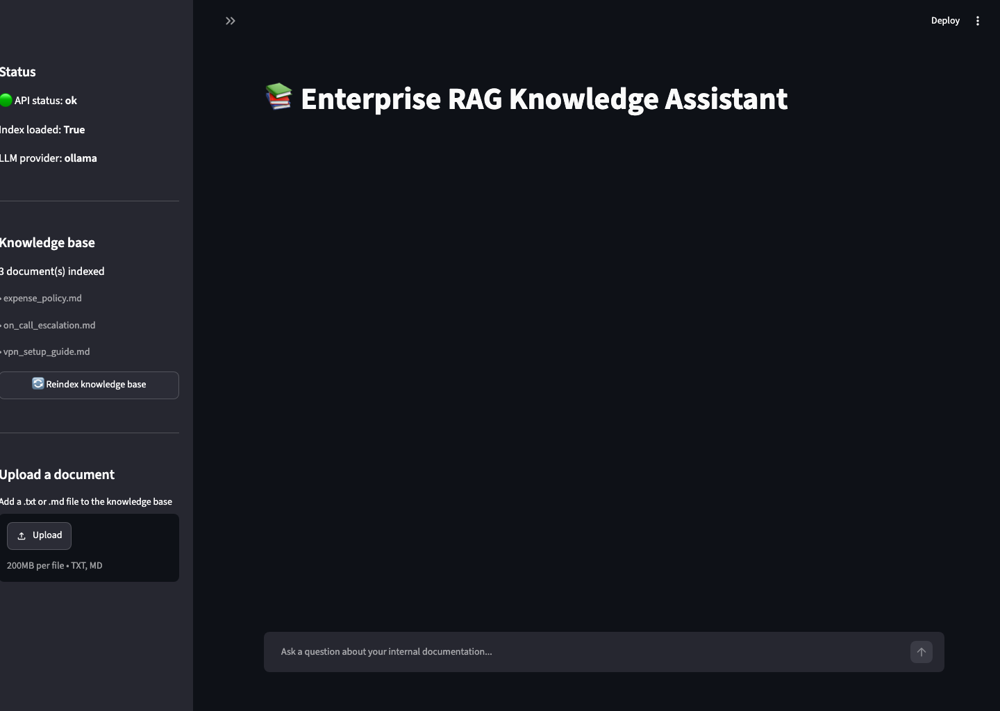 Deploy
Status
API status: ok
Index loaded: True
LLM provider: ollama
Knowledge base
3 document(s) indexed
• expense_policy.md
• on_call_escalation.md
• vpn_setup_guide.md
Reindex knowledge base
Upload a document
Add a .txt or .md file to the knowledge base
Upload
200MB per file • TXT, MD
Enterprise RAG Knowledge Assistant
Ask a question about your internal documentation...